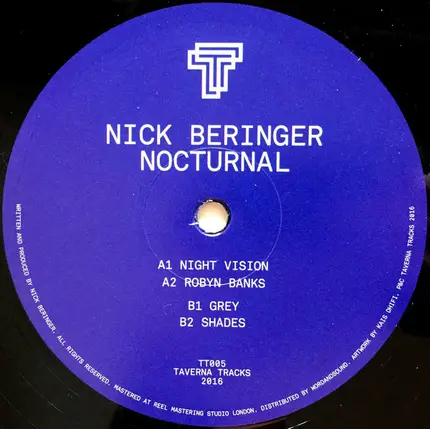 NICK BERINGER
NOCTURNAL
A1 NIGHT VISION
A2 ROBYN BANKS
B1 GREY
B2 SHADES
TT005
TAVERNA TRACKS
2016
WRITTEN AND PRODUCED BY NICK BERINGER. ALL RIGHTS RESERVED. MASTERED AT REEL MASTERING STUDIO LONDON. DISTRIBUTED BY WORDANDSOUND. ARTWORK BY KAIS DHIFI. P&C TAVERNA TRACKS 2016